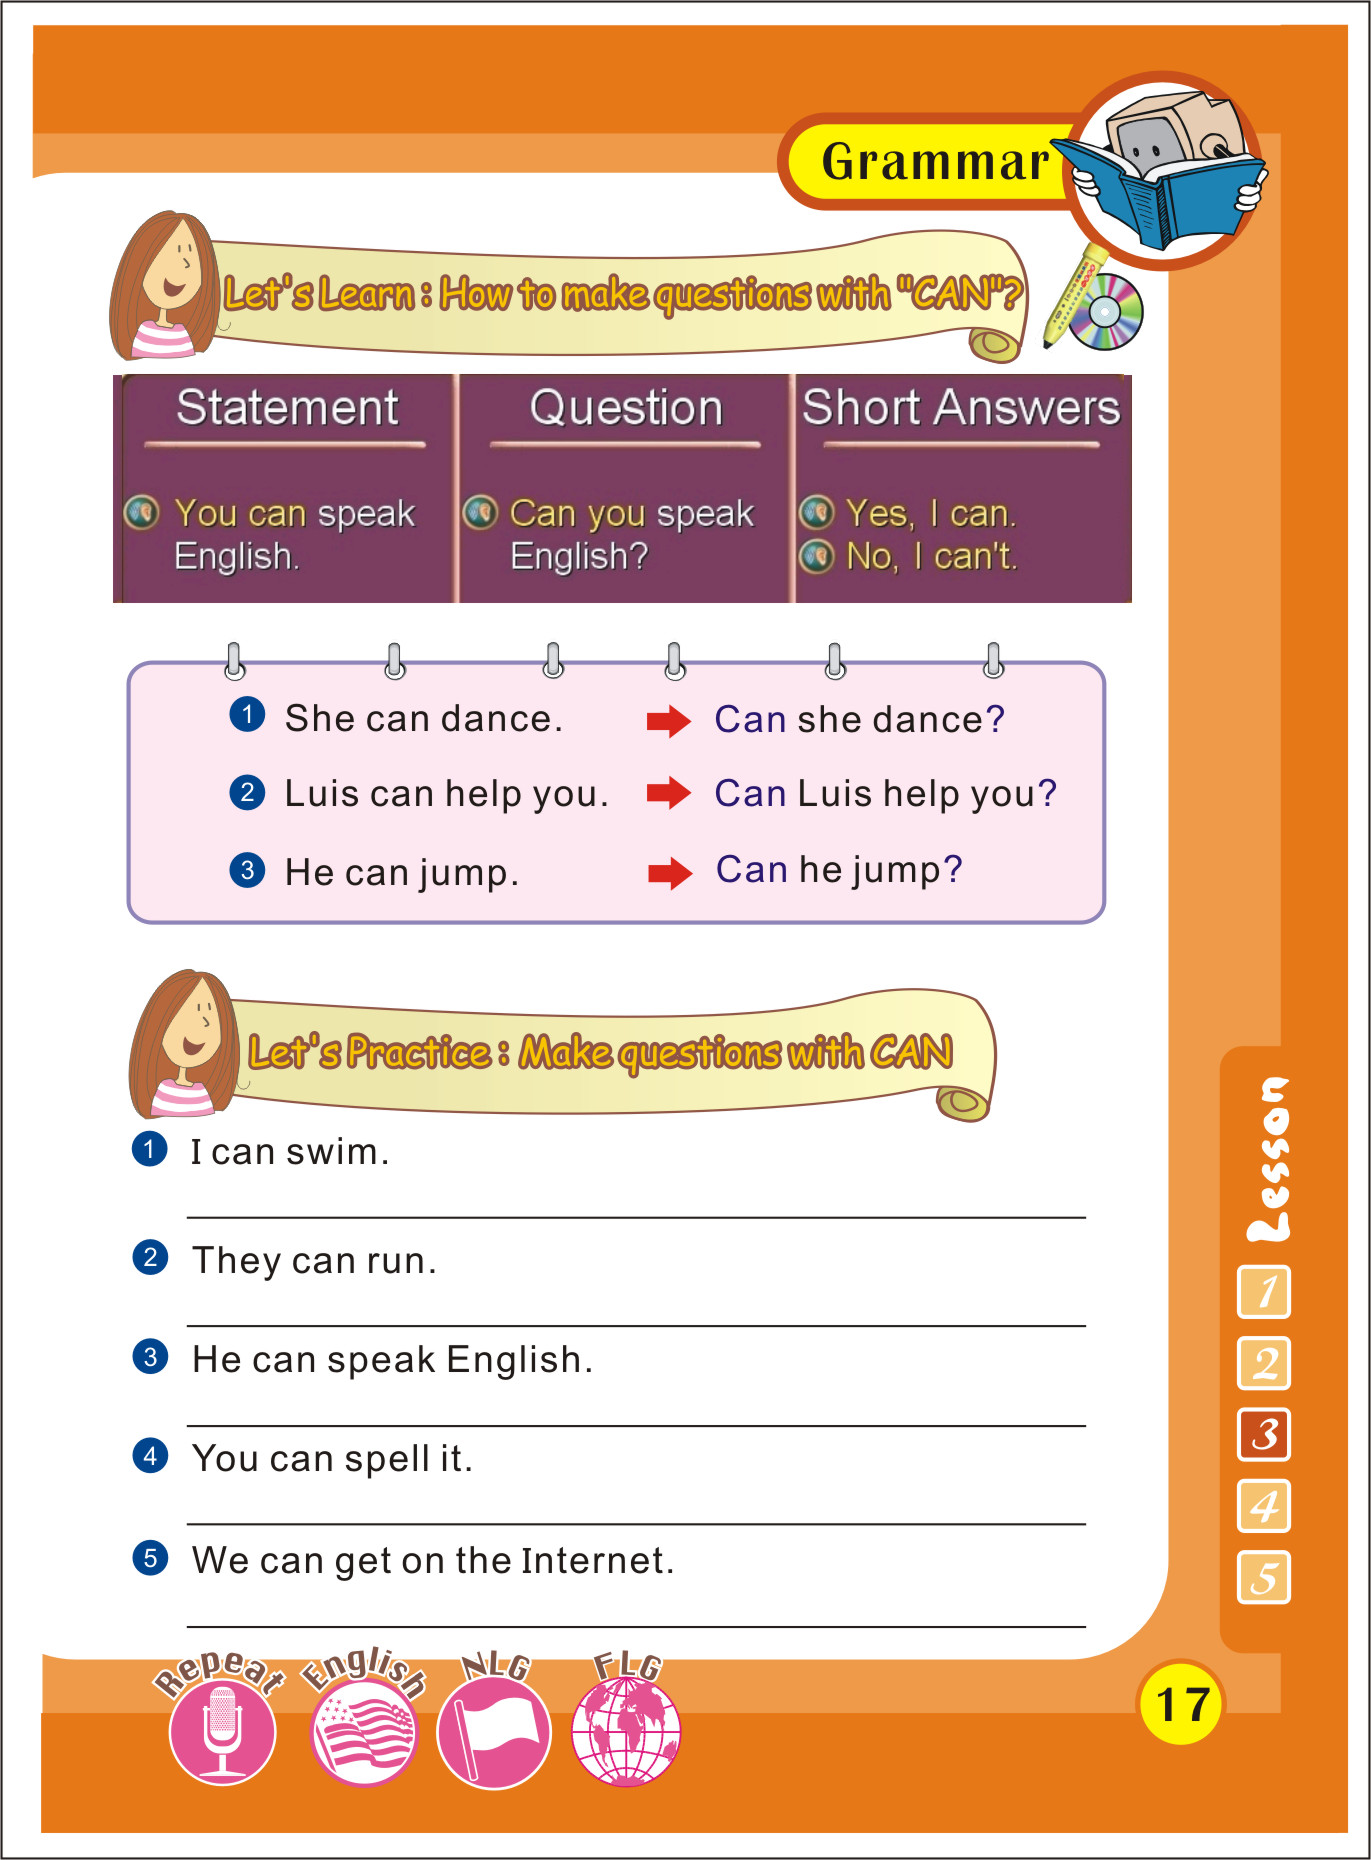 Grammar
Let's Learn : How to make questions with "CAN"?
Statement
Question
Short Answers
You can speak
English.
Can you speak
English?
Yes, I can.
No, I can't.
1 She can dance. Can she dance?
2 Luis can help you. Can Luis help you?
3 He can jump. Can he jump?
Let's Practice : Make questions with CAN
1 I can swim.
2 They can run.
3 He can speak English.
4 You can spell it.
5 We can get on the Internet.
Lesson
1
2
3
4
5
Repeat
English
NLG
FLG
17